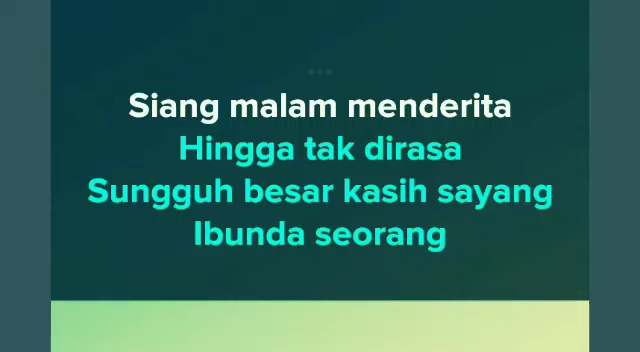 Siang malam menderita
Hingga tak dirasa
Sungguh besar kasih sayang
Ibunda seorang